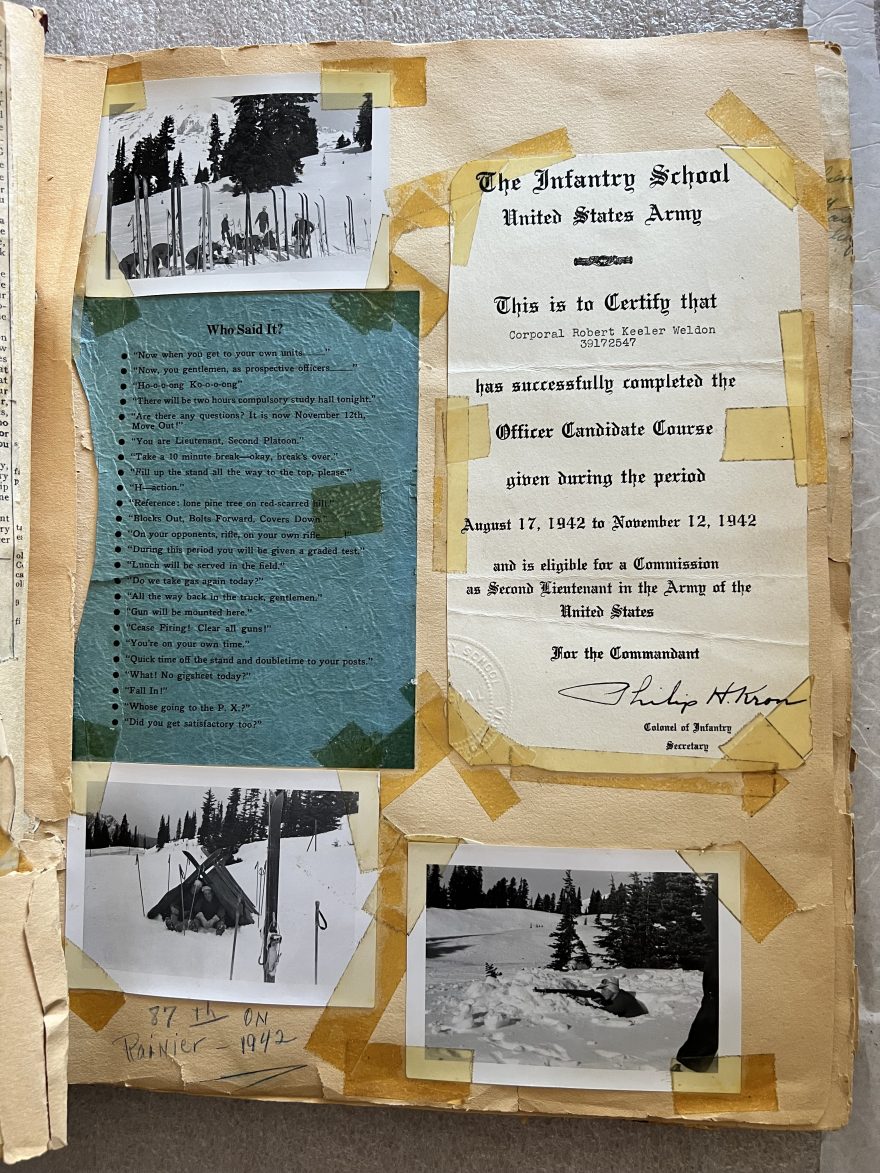 Who Said It?
"Now when you get to your own units____"
"Now, you gentlemen, as prospective officers____"
"Ho-o-o-ong Ko-o-o-ong"
"There will be two hours compulsory study hall tonight."
"Are there any questions? It is now November 12th,
Move Out!"
"You are Lieutenant, Second Platoon."
"Take a 10 minute break—okay, break's over."
"Fill up the stand all the way to the top, please."
"H—action."
"Reference: lone pine tree on red-scarred hill."
"Blocks Out, Bolts Forward, Covers Down."
"On your opponents, rifle, on your own rifle____!"
"During this period you will be given a graded test."
"Lunch will be served in the field."
"Do we take gas again today?"
"All the way back in the truck, gentlemen."
"Gun will be mounted here."
"Cease Firing! Clear all guns!"
"You're on your own time."
"Quick time off the stand and doubletime to your posts."
"What! No gigsheet today?"
"Fall In!"
"Whose going to the P. X.?"
"Did you get satisfactory too?"
87th ON
Rainier - 1942
The Infantry School
United States Army
This is to Certify that
Corporal Robert Keeler Weldon
39172547
has successfully completed the
Officer Candidate Course
given during the period
August 17, 1942 to November 12, 1942
and is eligible for a Commission
as Second Lieutenant in the Army of the
United States
For the Commandant
Philip H. Kron
Colonel of Infantry
Secretary